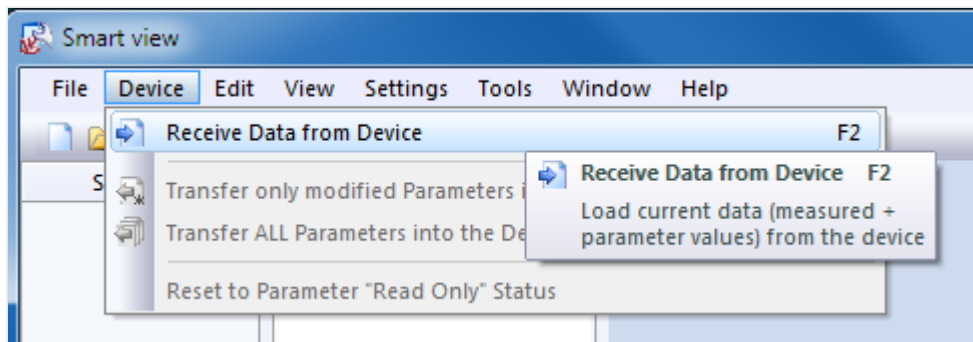 Smart view
File Device Edit View Settings Tools Window Help
Receive Data from Device F2
S
Receive Data from Device F2
Transfer only modified Parameters i
Load current data (measured +
Transfer ALL Parameters into the De
parameter values) from the device
Reset to Parameter "Read Only" Status